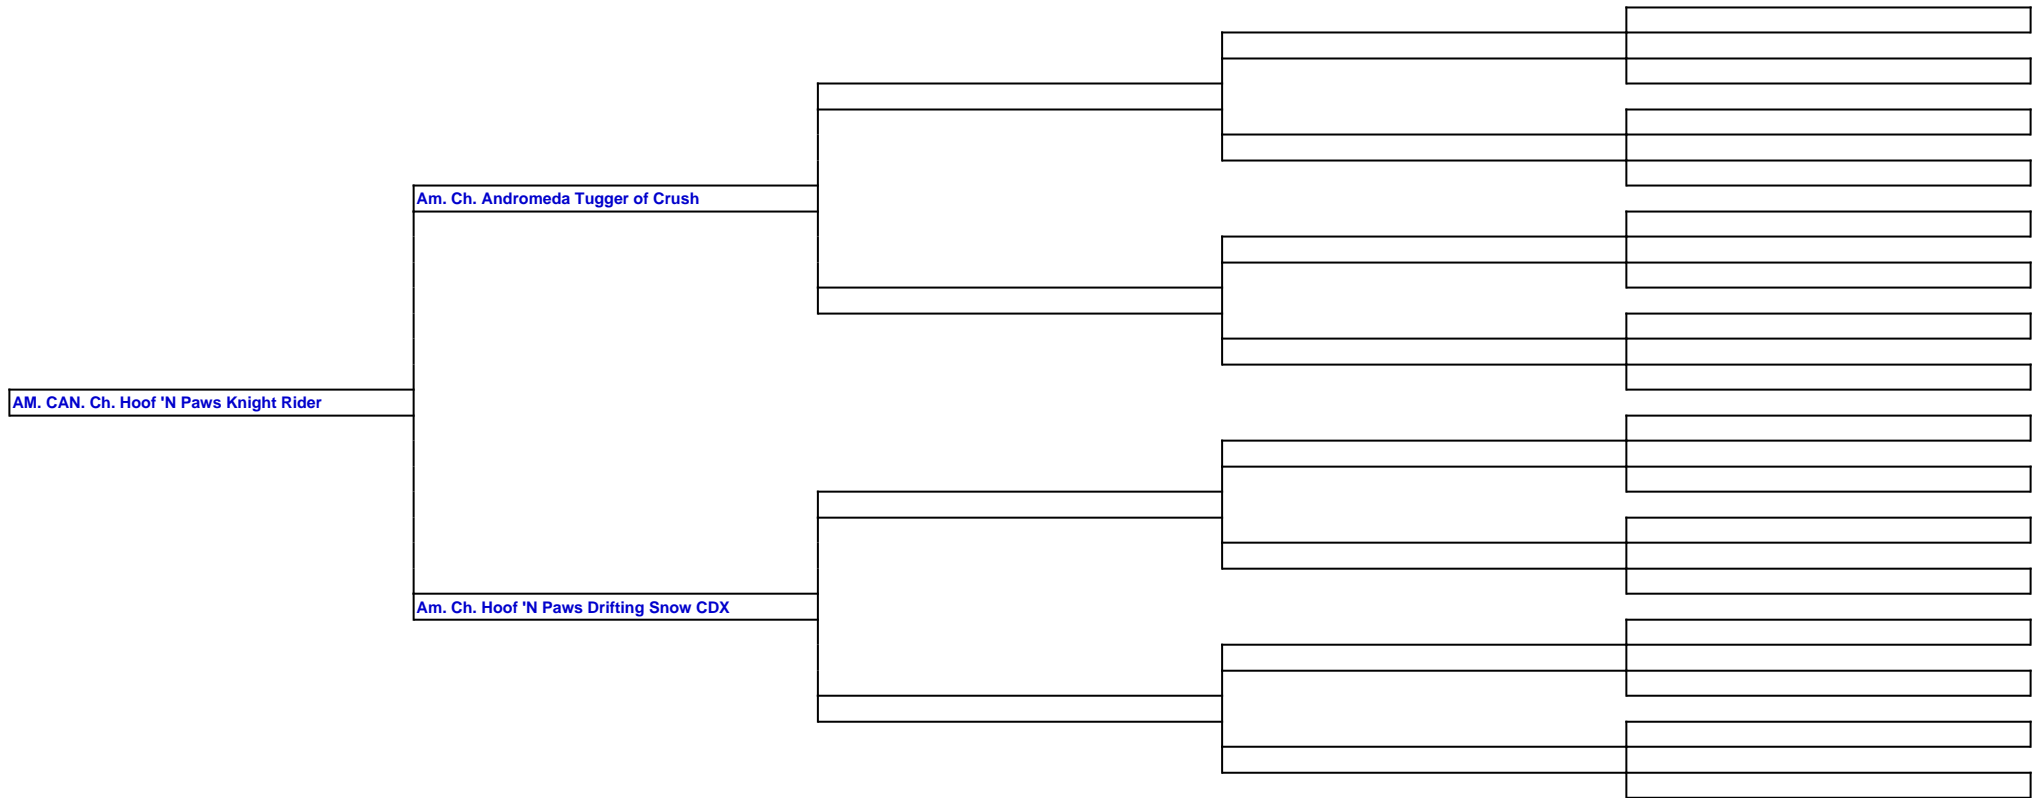 Am. Ch. Andromeda Tugger of Crush
AM. CAN. Ch. Hoof 'N Paws Knight Rider
Am. Ch. Hoof 'N Paws Drifting Snow CDX